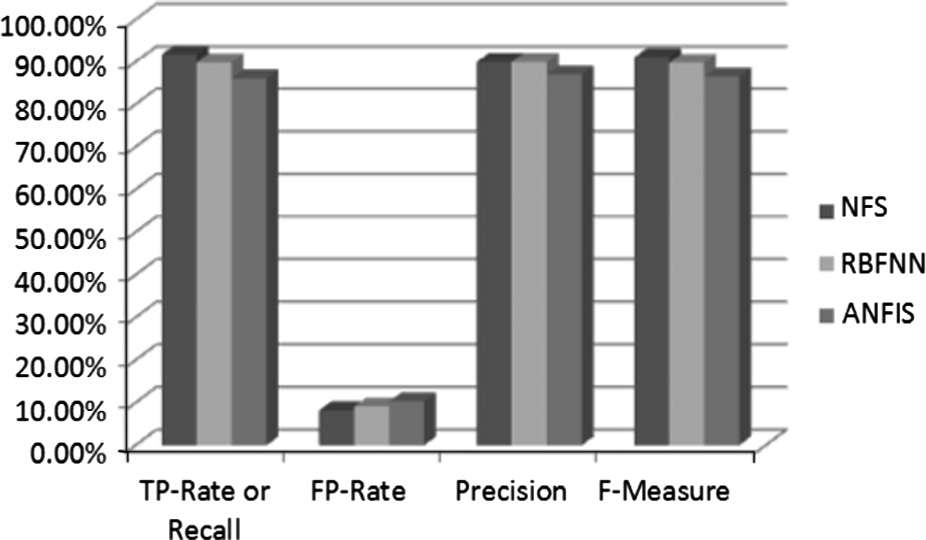 100.00%
90.00%
80.00%
70.00%
60.00%
50.00%
40.00%
30.00%
20.00%
10.00%
0.00%
TP-Rate or
Recall
FP-Rate
Precision
F-Measure
NFS
RBFNN
ANFIS